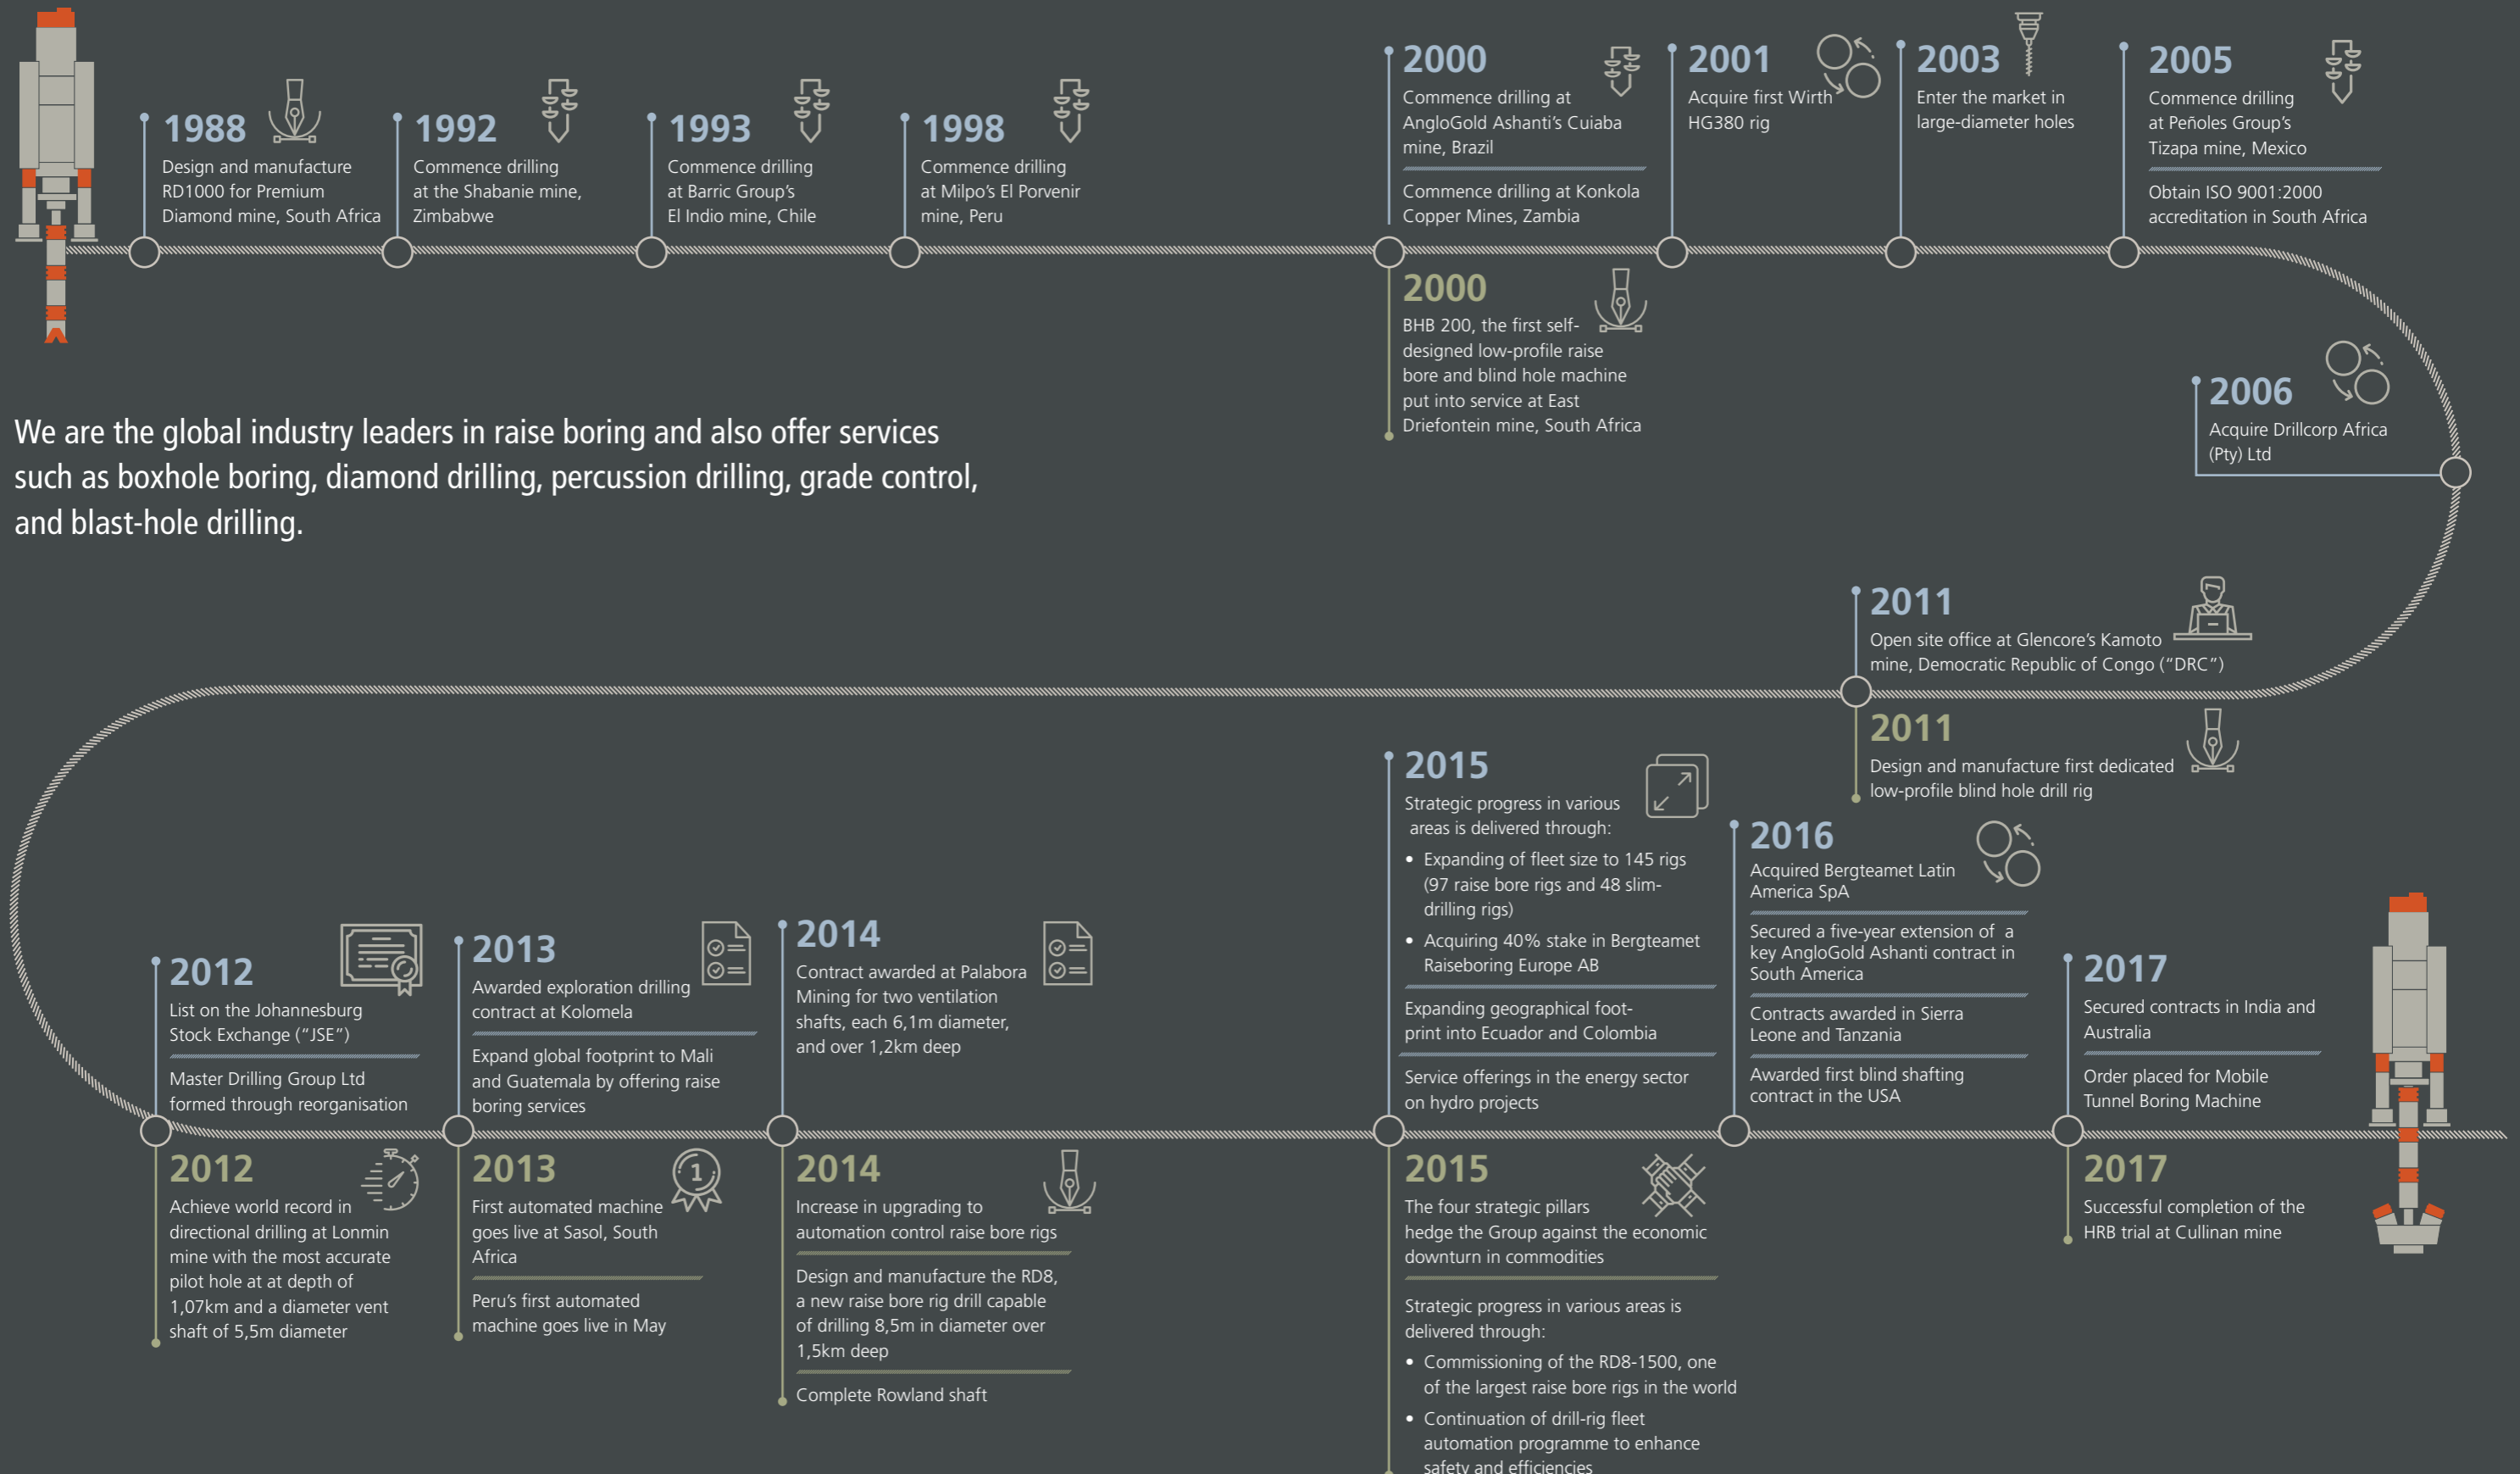 1988
Design and manufacture
RD1000 for Premium
Diamond mine, South Africa
1992
Commence drilling
at the Shabanie mine,
Zimbabwe
1993
Commence drilling
at Barric Group's
El Indio mine, Chile
1998
Commence drilling
at Milpo's El Porvenir
mine, Peru
2000
Commence drilling at
AngloGold Ashanti's Cuiaba
mine, Brazil
Commence drilling at Konkola
Copper Mines, Zambia
2000
BHB 200, the first self-
designed low-profile raise
bore and blind hole machine
put into service at East
Driefontein mine, South Africa
2001
Acquire first Wirth
HG380 rig
2003
Enter the market in
large-diameter holes
2005
Commence drilling
at Peñoles Group's
Tizapa mine, Mexico
Obtain ISO 9001:2000
accreditation in South Africa
2006
Acquire Drillcorp Africa
(Pty) Ltd
We are the global industry leaders in raise boring and also offer services
such as boxhole boring, diamond drilling, percussion drilling, grade control,
and blast-hole drilling.
2011
Open site office at Glencore's Kamoto
mine, Democratic Republic of Congo ("DRC")
2011
Design and manufacture first dedicated
low-profile blind hole drill rig
2012
List on the Johannesburg
Stock Exchange ("JSE")
Master Drilling Group Ltd
formed through reorganisation
2012
Achieve world record in
directional drilling at Lonmin
mine with the most accurate
pilot hole at at depth of
1,07km and a diameter vent
shaft of 5,5m diameter
2013
Awarded exploration drilling
contract at Kolomela
Expand global footprint to Mali
and Guatemala by offering raise
boring services
2013
1
First automated machine
goes live at Sasol, South
Africa
Peru's first automated
machine goes live in May
2014
Contract awarded at Palabora
Mining for two ventilation
shafts, each 6,1m diameter,
and over 1,2km deep
2014
Increase in upgrading to
automation control raise bore rigs
Design and manufacture the RD8,
a new raise bore rig drill capable
of drilling 8,5m in diameter over
1,5km deep
Complete Rowland shaft
2015
Strategic progress in various
areas is delivered through:
• Expanding of fleet size to 145 rigs
(97 raise bore rigs and 48 slim-
drilling rigs)
• Acquiring 40% stake in Bergteamet
Raiseboring Europe AB
Expanding geographical foot-
print into Ecuador and Colombia
Service offerings in the energy sector
on hydro projects
2015
The four strategic pillars
hedge the Group against the economic
downturn in commodities
Strategic progress in various areas is
delivered through:
• Commissioning of the RD8-1500, one
of the largest raise bore rigs in the world
• Continuation of drill-rig fleet
automation programme to enhance
safety and efficiencies
2016
Acquired Bergteamet Latin
America SpA
Secured a five-year extension of a
key AngloGold Ashanti contract in
South America
Contracts awarded in Sierra
Leone and Tanzania
Awarded first blind shafting
contract in the USA
2017
Secured contracts in India and
Australia
Order placed for Mobile
Tunnel Boring Machine
2017
Successful completion of the
HRB trial at Cullinan mine